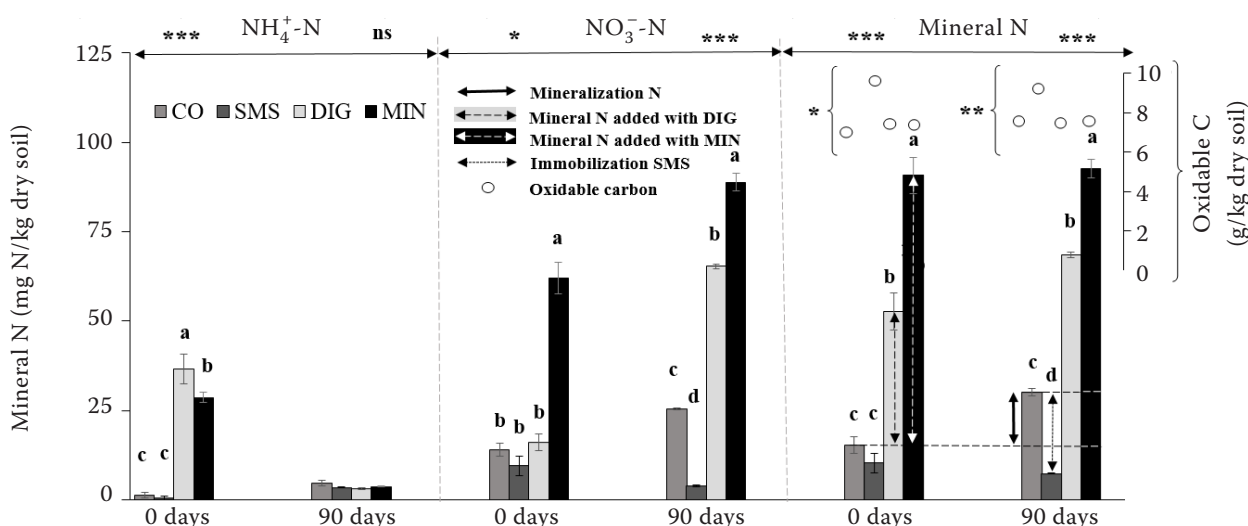 *** NH₄⁺-N ns * NO₃⁻-N *** *** Mineral N ***
Mineral N (mg N/kg dry soil)
125
100
75
50
25
0
CO SMS DIG MIN
Mineralization N
Mineral N added with DIG
Mineral N added with MIN
Immobilization SMS
Oxidable carbon
* **
10
8
6
4
2
0
Oxidable C
(g/kg dry soil)
c c a b
b b b a
c d b a
c c b a
c d b a
0 days 90 days 0 days 90 days 0 days 90 days